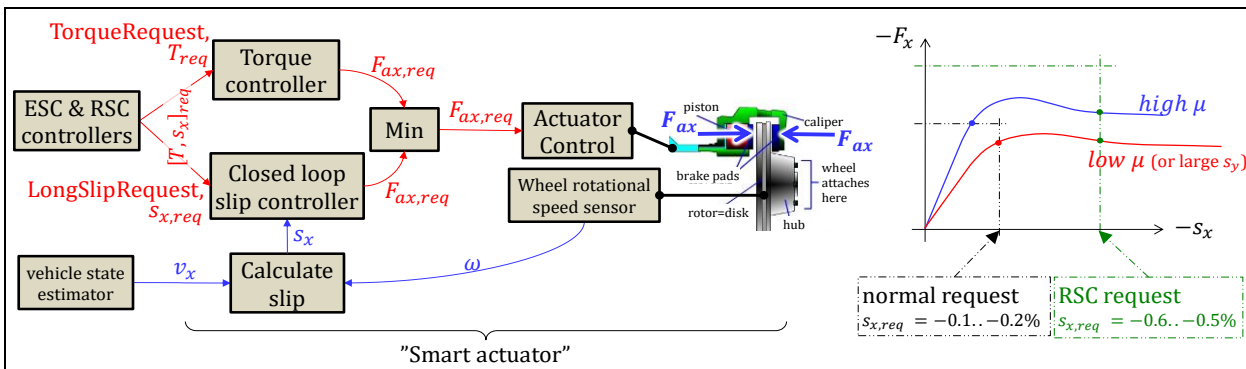 TorqueRequest,
T_req
ESC & RSC
controllers
[T, s_x]_req
LongSlipRequest,
s_x,req
Torque
controller
Closed loop
slip controller
F_ax,req
F_ax,req
Min
F_ax,req
Actuator
Control
Wheel rotational
speed sensor
piston
caliper
F_ax
F_ax
brake pads
rotor=disk
hub
wheel
attaches
here
s_x
vehicle state
estimator
v_x
Calculate
slip
ω
"Smart actuator"
−F_x
high μ
low μ (or large s_y)
−s_x
normal request
s_x,req = −0.1.. −0.2%
RSC request
s_x,req = −0.6.. −0.5%